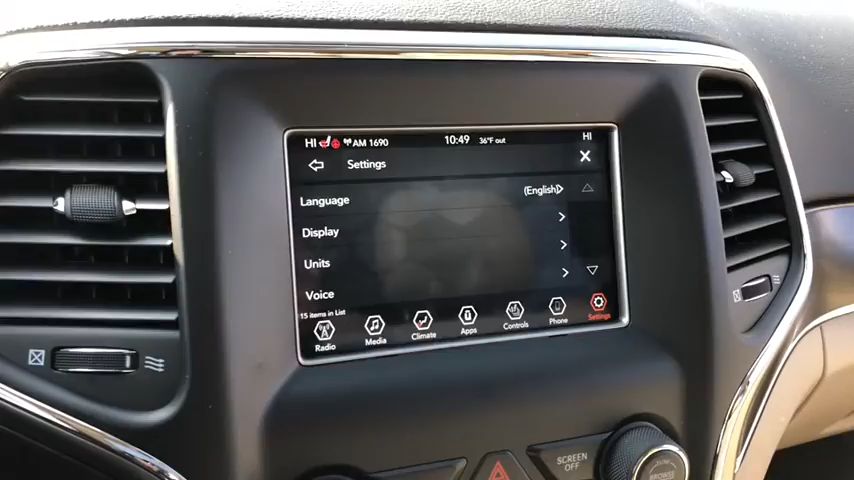 HI AM 1690 10:49 36°F out HI
Settings X
Language (English)
Display
Units
Voice
15 items in List
Radio Media Climate Apps Controls Phone Settings
SCREEN
OFF
BROWSE